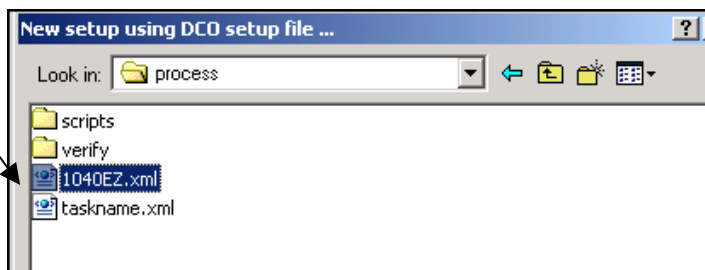 New setup using DCO setup file ... ?
Look in: process
scripts
verify
1040EZ.xml
taskname.xml